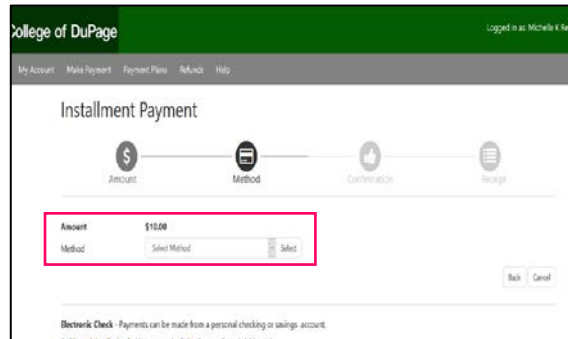 College of DuPage
Logged in as: Michelle K
My Account Make Payment Payment Plans Refunds Help
Installment Payment
$
Amount Method Confirmation Receipt
Amount $10.00
Method Select Method Select
Back Cancel
Electronic Check - Payments can be made from a personal checking or savings account.